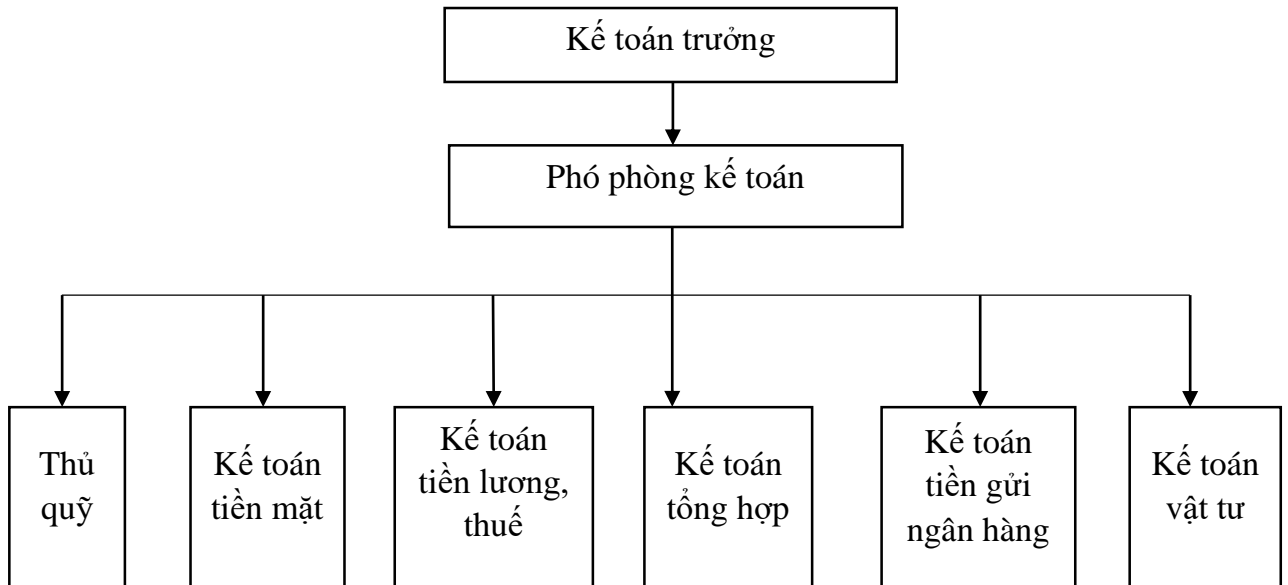 Kế toán trưởng
Phó phòng kế toán
Thủ
quỹ
Kế toán
tiền mặt
Kế toán
tiền lương,
thuế
Kế toán
tổng hợp
Kế toán
tiền gửi
ngân hàng
Kế toán
vật tư